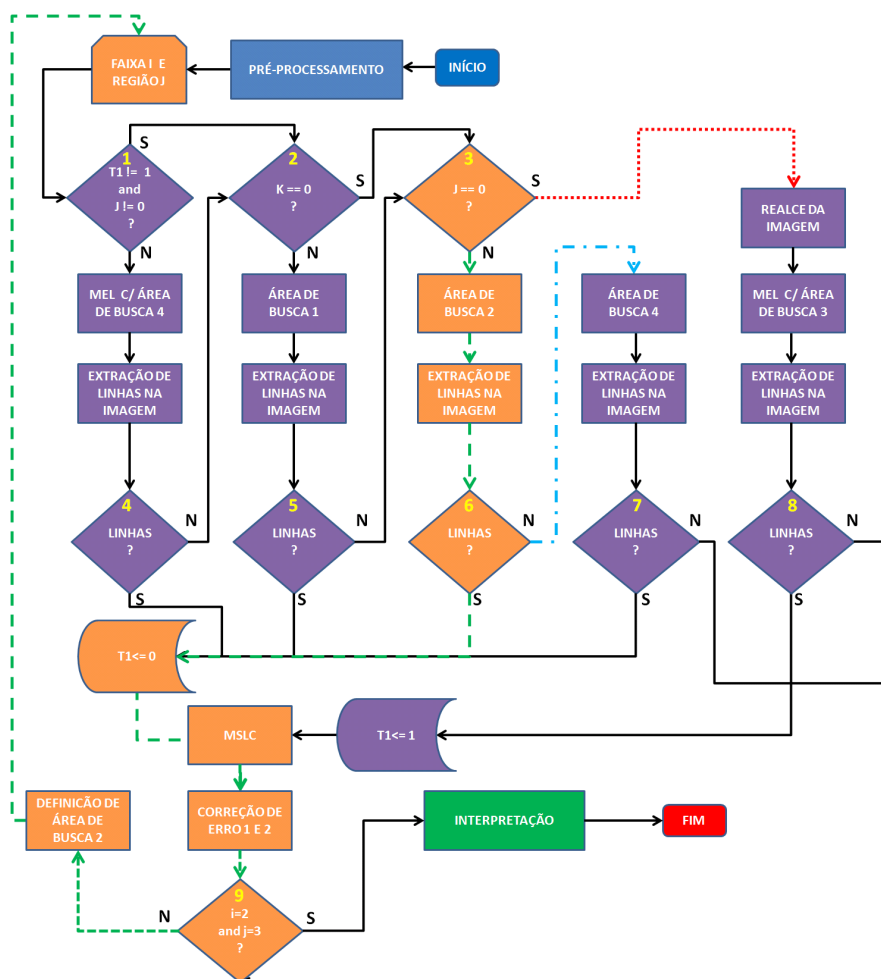 FAIXA I E
REGIÃO J
PRÉ-PROCESSAMENTO
INÍCIO
1
T1 != 1
and
J != 0
?
S
N
2
K == 0
?
S
N
3
J == 0
?
S
N
REALCE DA
IMAGEM
MEL C/ ÁREA
DE BUSCA 4
ÁREA DE
BUSCA 1
ÁREA DE
BUSCA 2
ÁREA DE
BUSCA 4
MEL C/ ÁREA
DE BUSCA 3
EXTRAÇÃO DE
LINHAS NA
IMAGEM
EXTRAÇÃO DE
LINHAS NA
IMAGEM
EXTRAÇÃO DE
LINHAS NA
IMAGEM
EXTRAÇÃO DE
LINHAS NA
IMAGEM
EXTRAÇÃO DE
LINHAS NA
IMAGEM
4
LINHAS
?
N
S
5
LINHAS
?
N
S
6
LINHAS
?
N
S
7
LINHAS
?
N
S
8
LINHAS
?
N
S
T1<= 0
MSLC
T1<= 1
DEFINICÃO DE
ÁREA DE
BUSCA 2
CORREÇÃO DE
ERRO 1 E 2
INTERPRETAÇÃO
FIM
9
i=2
and j=3
?
N
S